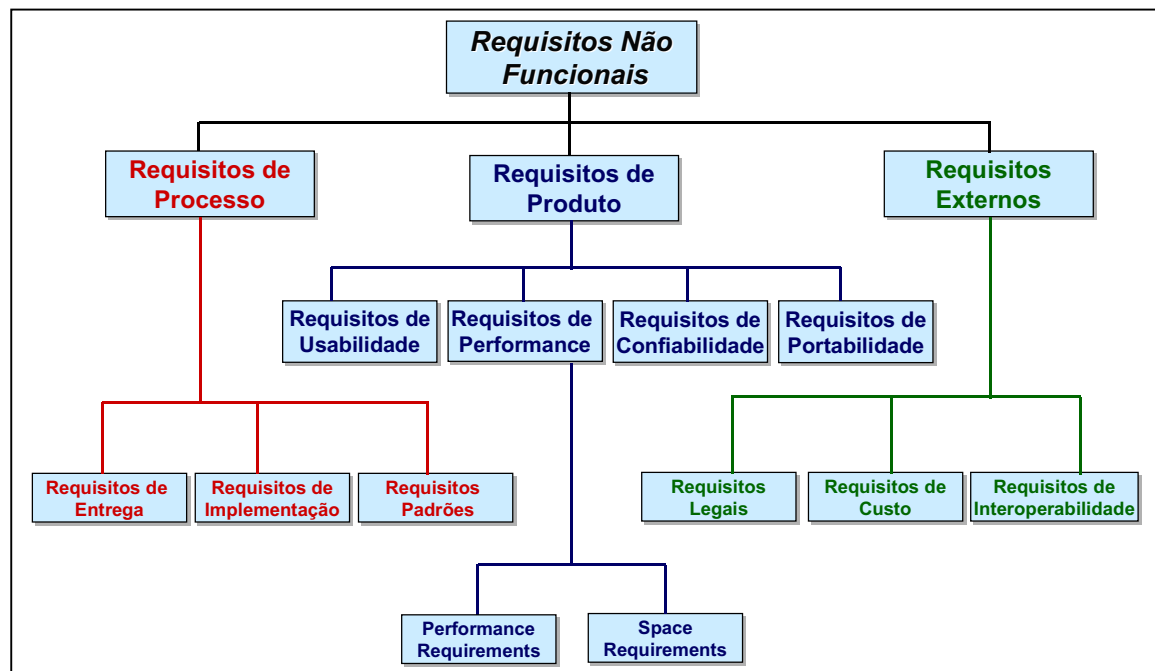 Requisitos Não
Funcionais
Requisitos de
Processo
Requisitos de
Produto
Requisitos
Externos
Requisitos de
Usabilidade
Requisitos de
Performance
Requisitos de
Confiabilidade
Requisitos de
Portabilidade
Requisitos de
Entrega
Requisitos de
Implementação
Requisitos
Padrões
Requisitos
Legais
Requisitos de
Custo
Requisitos de
Interoperabilidade
Performance
Requirements
Space
Requirements